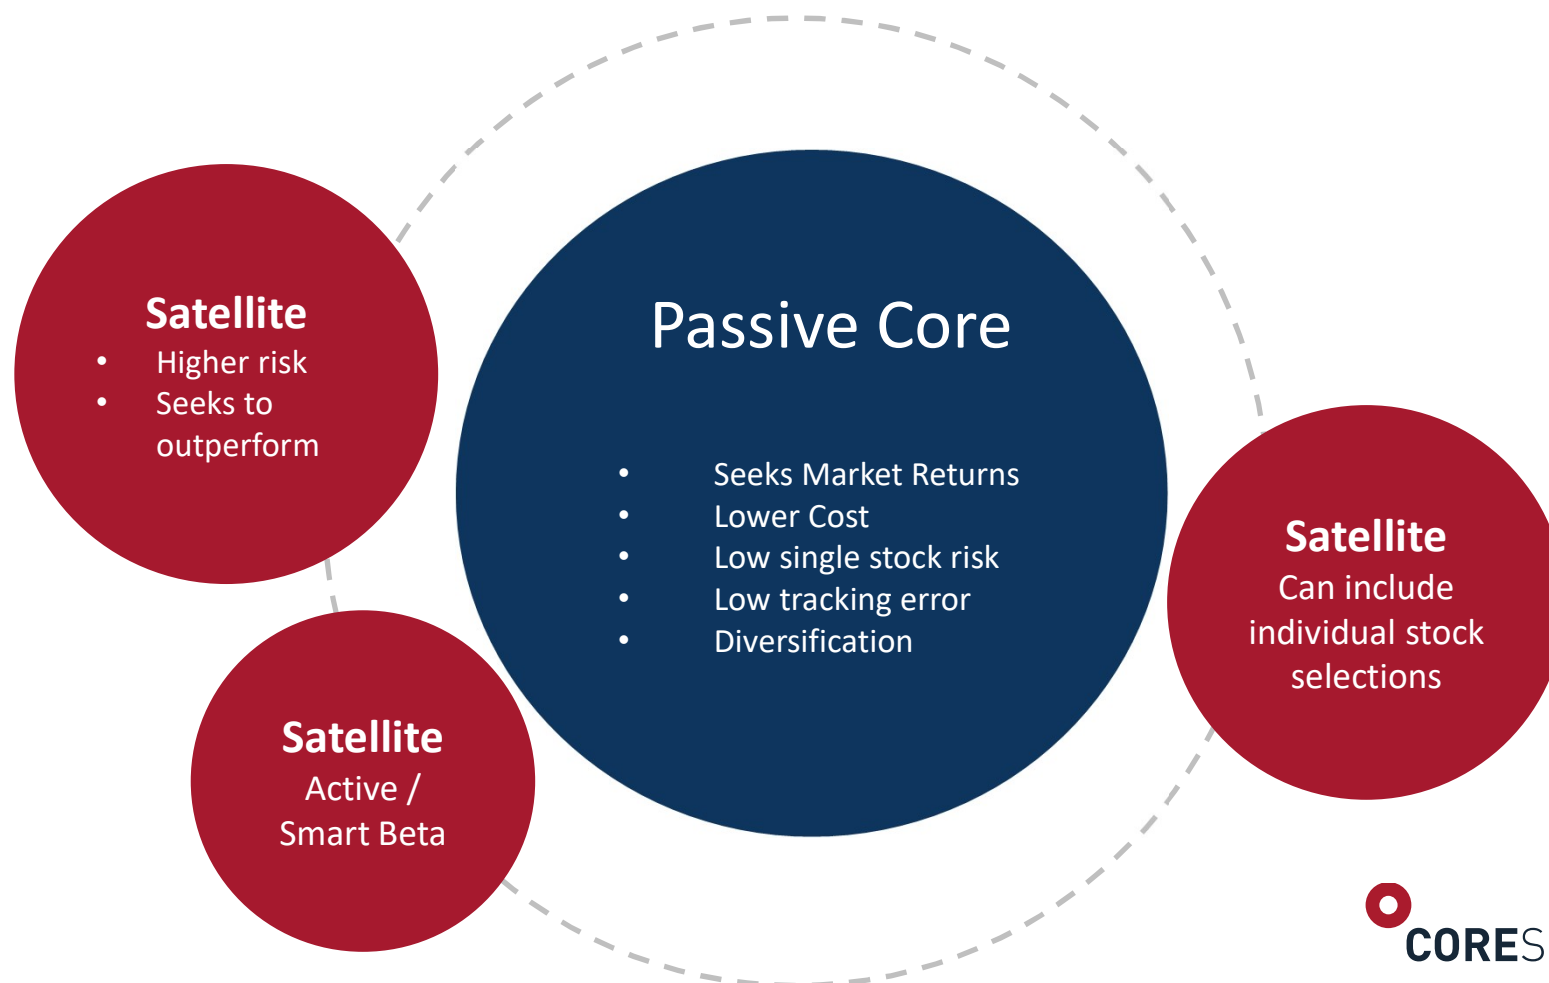 Satellite
• Higher risk
• Seeks to
outperform
Passive Core
• Seeks Market Returns
• Lower Cost
• Low single stock risk
• Low tracking error
• Diversification
Satellite
Can include
individual stock
selections
Satellite
Active /
Smart Beta
CORES